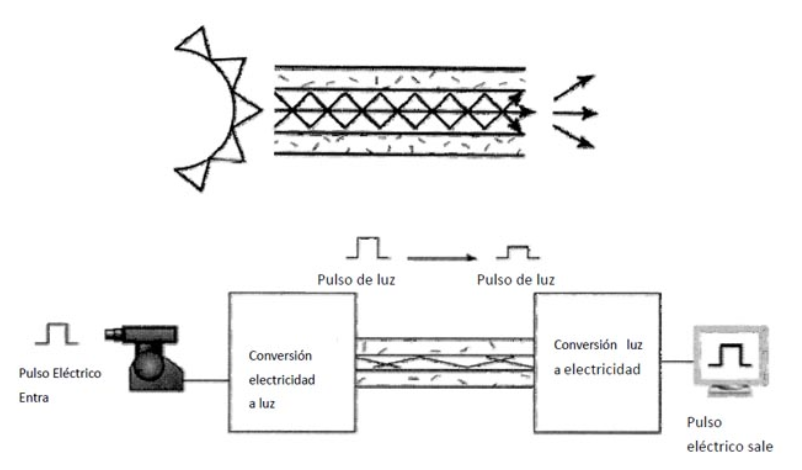 Pulso de luz
Pulso de luz
Pulso Eléctrico
Entra
Conversión
electricidad
a luz
Conversión luz
a electricidad
Pulso
eléctrico sale